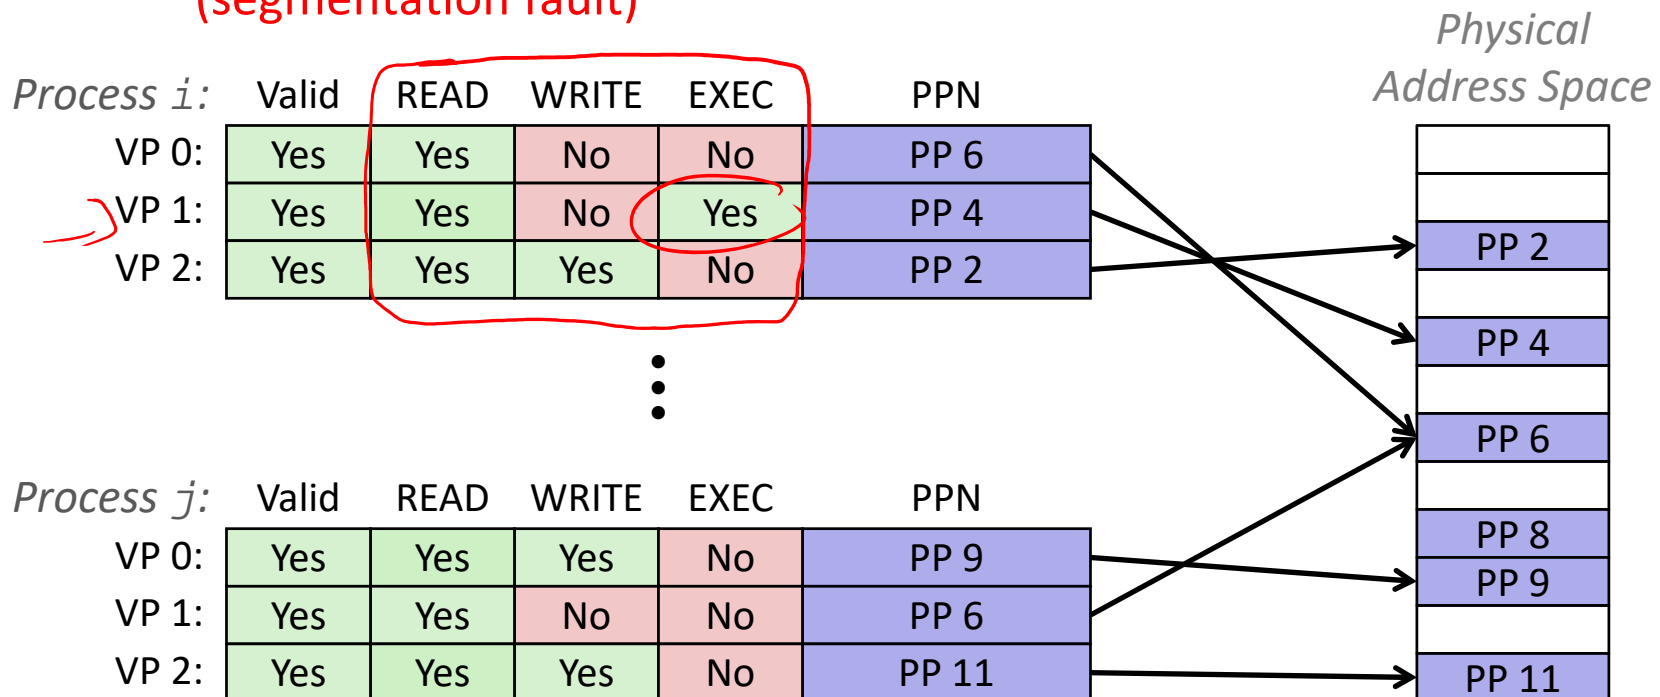 (segmentation fault)
Physical
Address Space
Process i: Valid READ WRITE EXEC PPN
VP 0: Yes Yes No No PP 6
VP 1: Yes Yes No Yes PP 4
VP 2: Yes Yes Yes No PP 2
PP 2
PP 4
PP 6
PP 8
PP 9
PP 11
Process j: Valid READ WRITE EXEC PPN
VP 0: Yes Yes Yes No PP 9
VP 1: Yes Yes No No PP 6
VP 2: Yes Yes Yes No PP 11